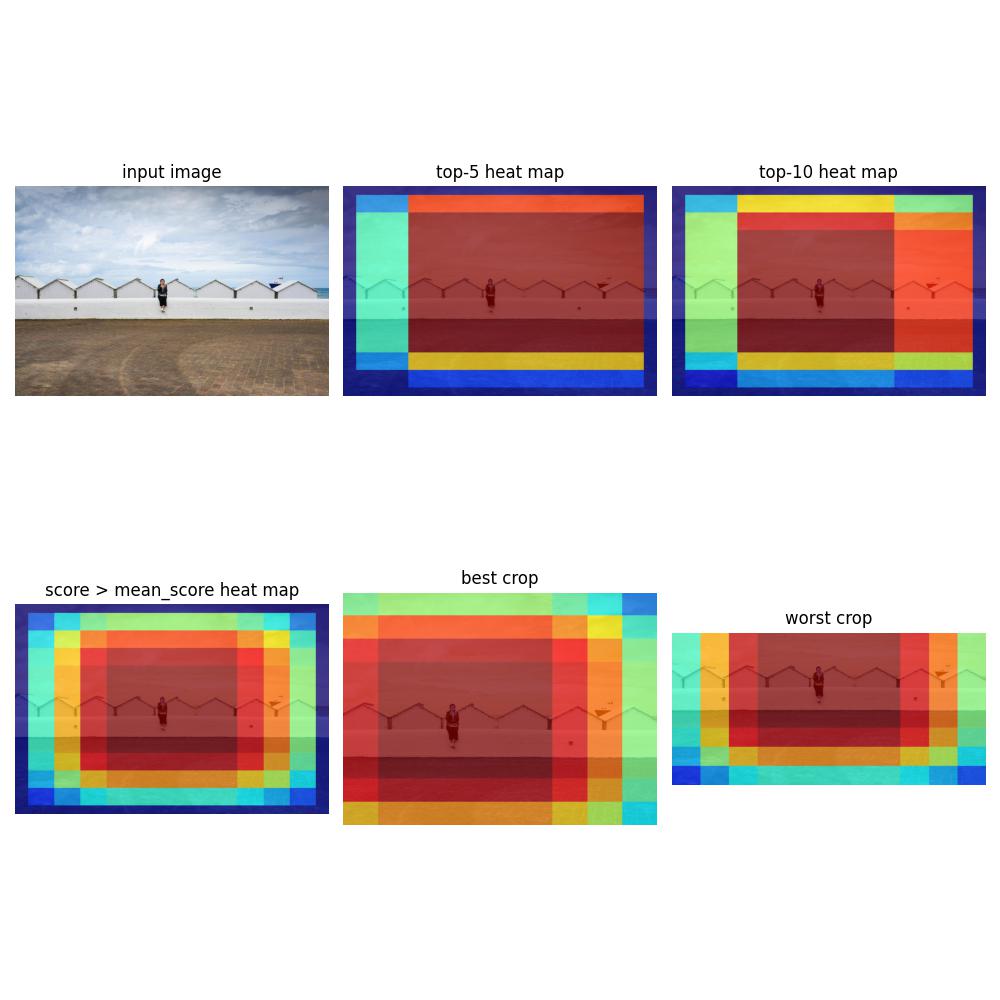 input image
top-5 heat map
top-10 heat map
score > mean_score heat map
best crop
worst crop